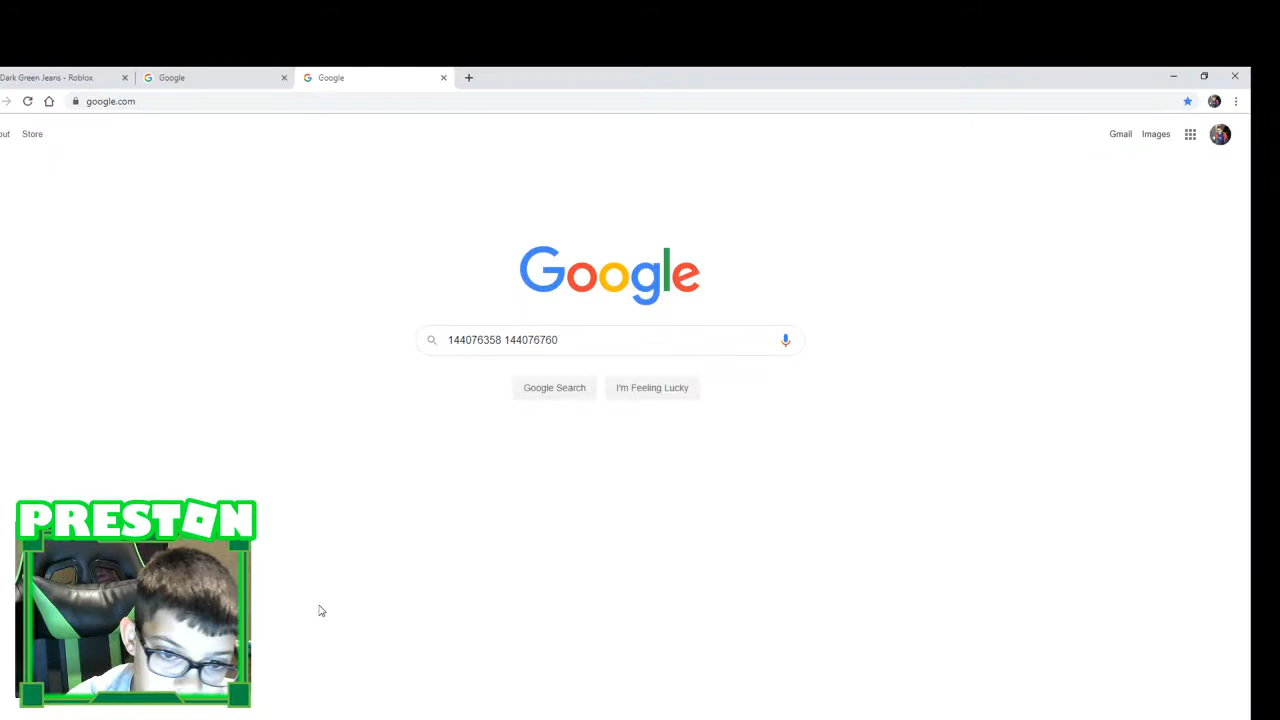 Dark Green Jeans - Roblox
Google
Google
google.com
out
Store
Gmail
Images
Google
144076358 144076760
Google Search
I'm Feeling Lucky
PRESTON